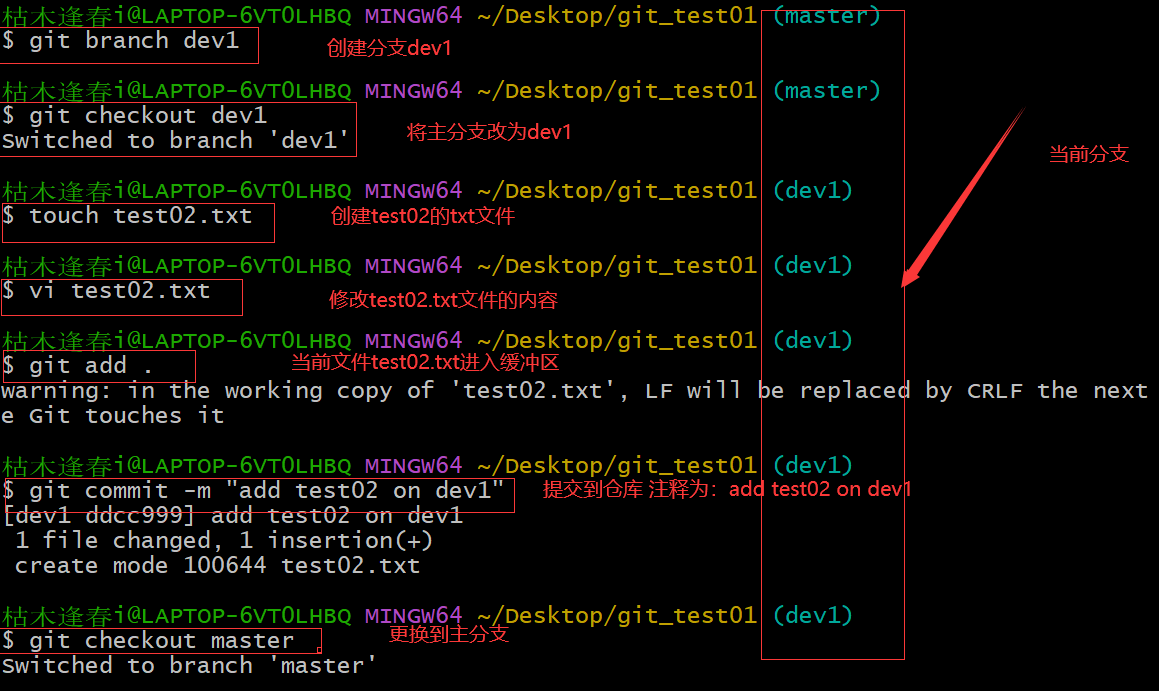 枯木逢春i@LAPTOP-6VT0LHBQ MINGW64 ~/Desktop/git_test01 (master)
$ git branch dev1
创建分支dev1
枯木逢春i@LAPTOP-6VT0LHBQ MINGW64 ~/Desktop/git_test01 (master)
$ git checkout dev1
将主分支改为dev1
Switched to branch 'dev1'
当前分支
枯木逢春i@LAPTOP-6VT0LHBQ MINGW64 ~/Desktop/git_test01 (dev1)
$ touch test02.txt
创建test02的txt文件
枯木逢春i@LAPTOP-6VT0LHBQ MINGW64 ~/Desktop/git_test01 (dev1)
$ vi test02.txt
修改test02.txt文件的内容
枯木逢春i@LAPTOP-6VT0LHBQ MINGW64 ~/Desktop/git_test01 (dev1)
$ git add .
当前文件test02.txt进入缓冲区
warning: in the working copy of 'test02.txt', LF will be replaced by CRLF the next
e Git touches it
枯木逢春i@LAPTOP-6VT0LHBQ MINGW64 ~/Desktop/git_test01 (dev1)
$ git commit -m "add test02 on dev1"
提交到仓库 注释为：add test02 on dev1
[dev1 ddcc999] add test02 on dev1
1 file changed, 1 insertion(+)
create mode 100644 test02.txt
枯木逢春i@LAPTOP-6VT0LHBQ MINGW64 ~/Desktop/git_test01 (dev1)
$ git checkout master
更换到主分支
Switched to branch 'master'